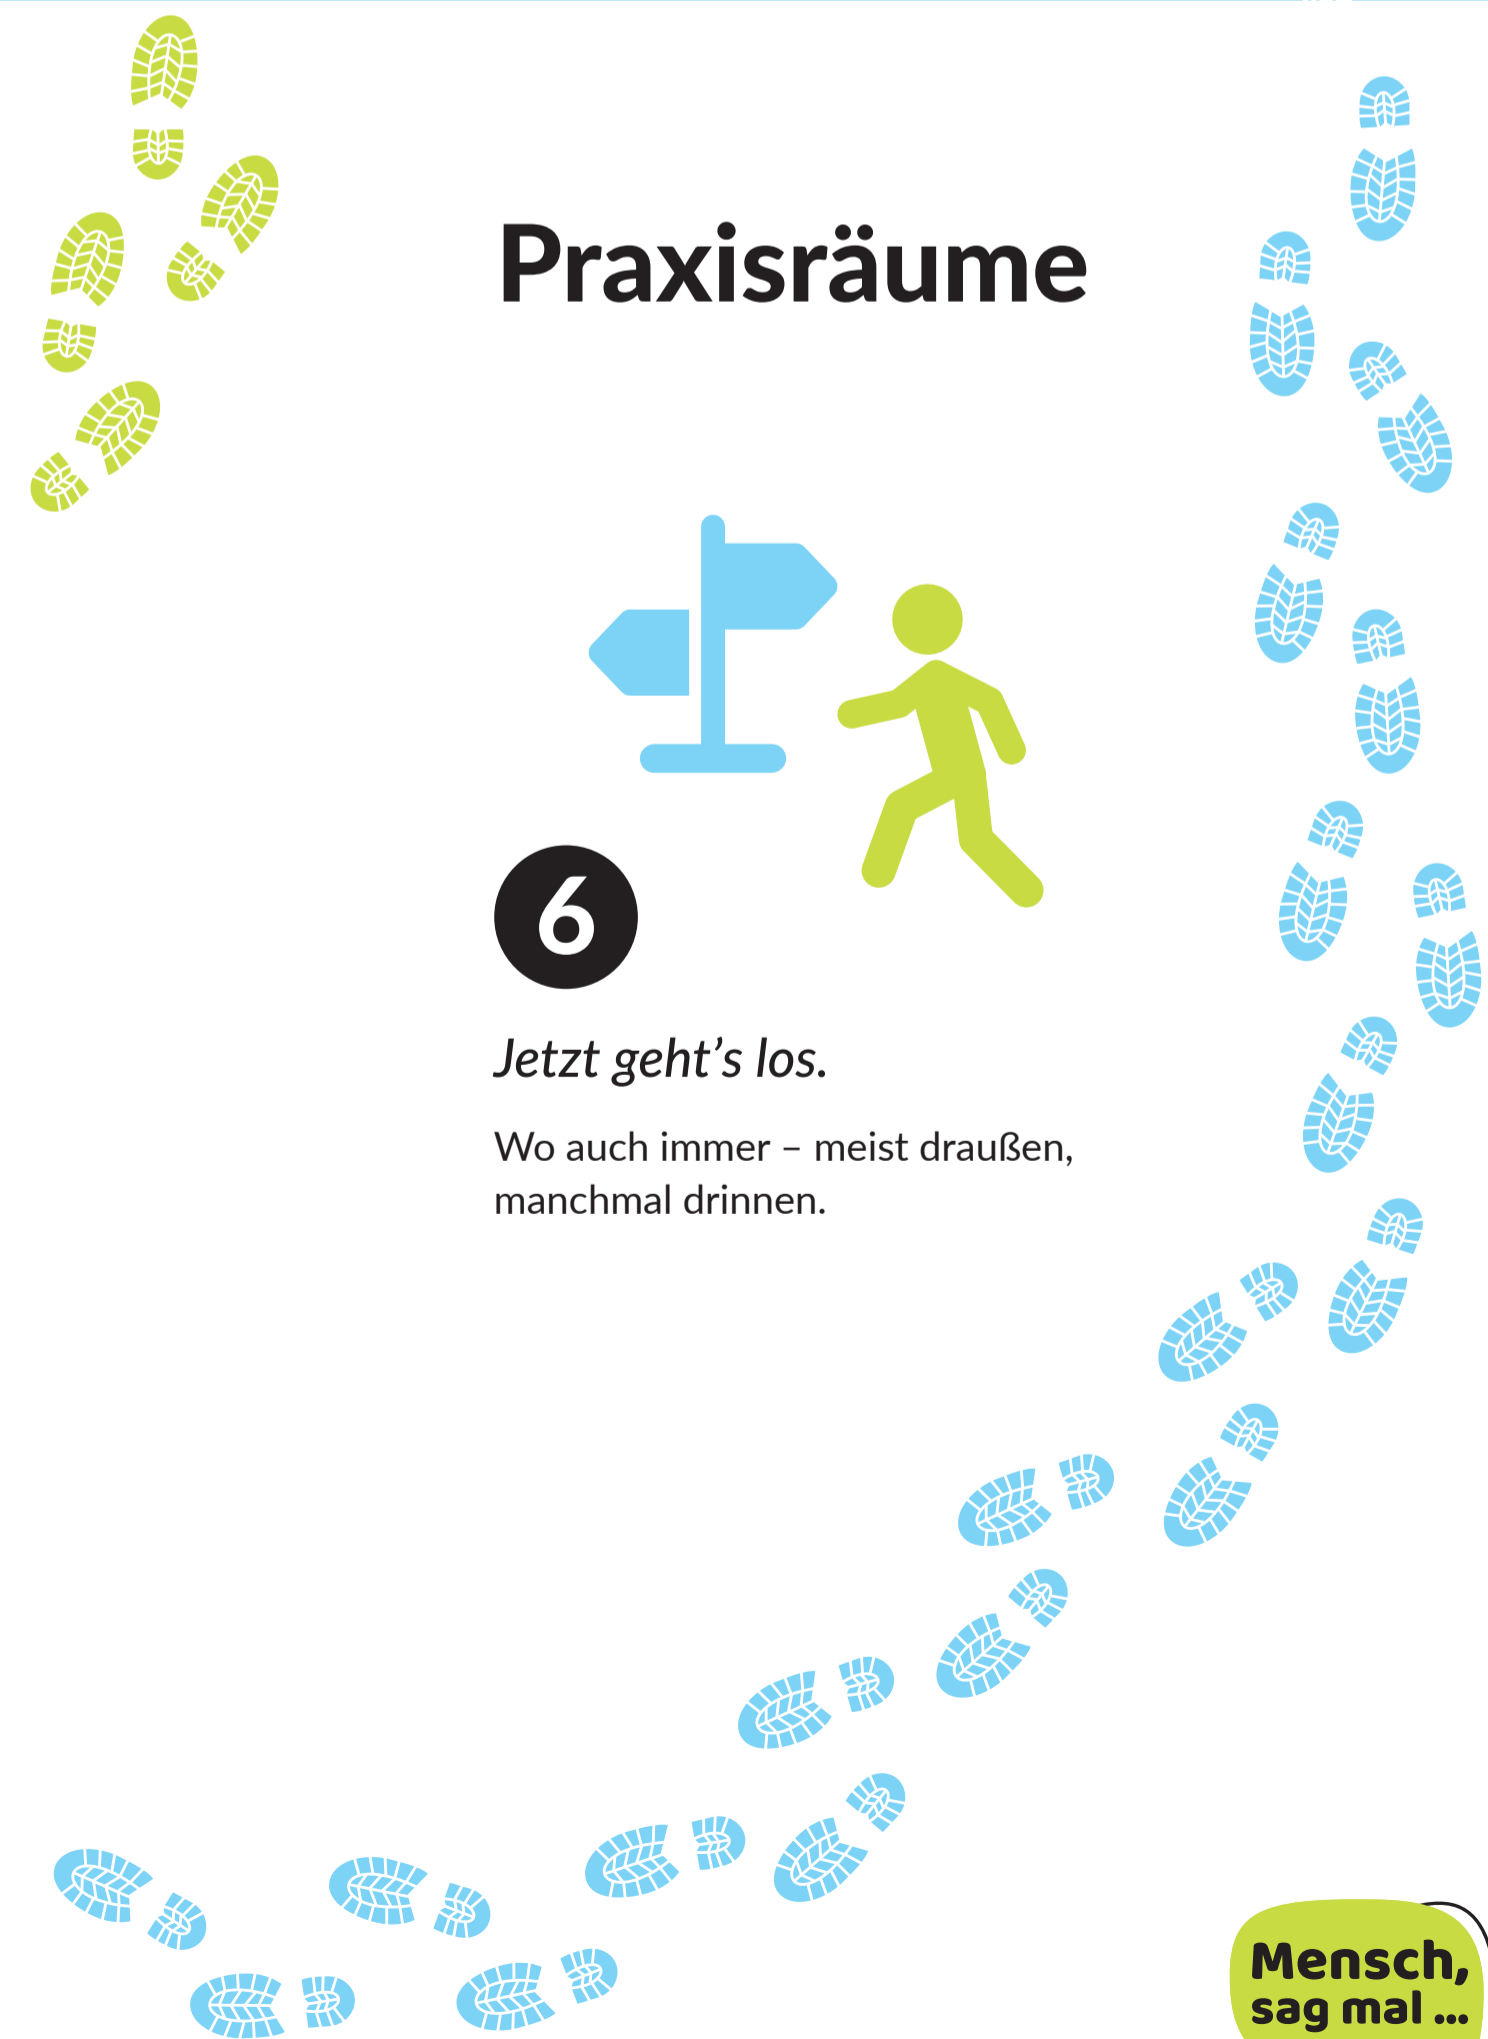 Praxisräume
6
Jetzt geht’s los.
Wo auch immer – meist draußen,
manchmal drinnen.
Mensch,
sag mal ...